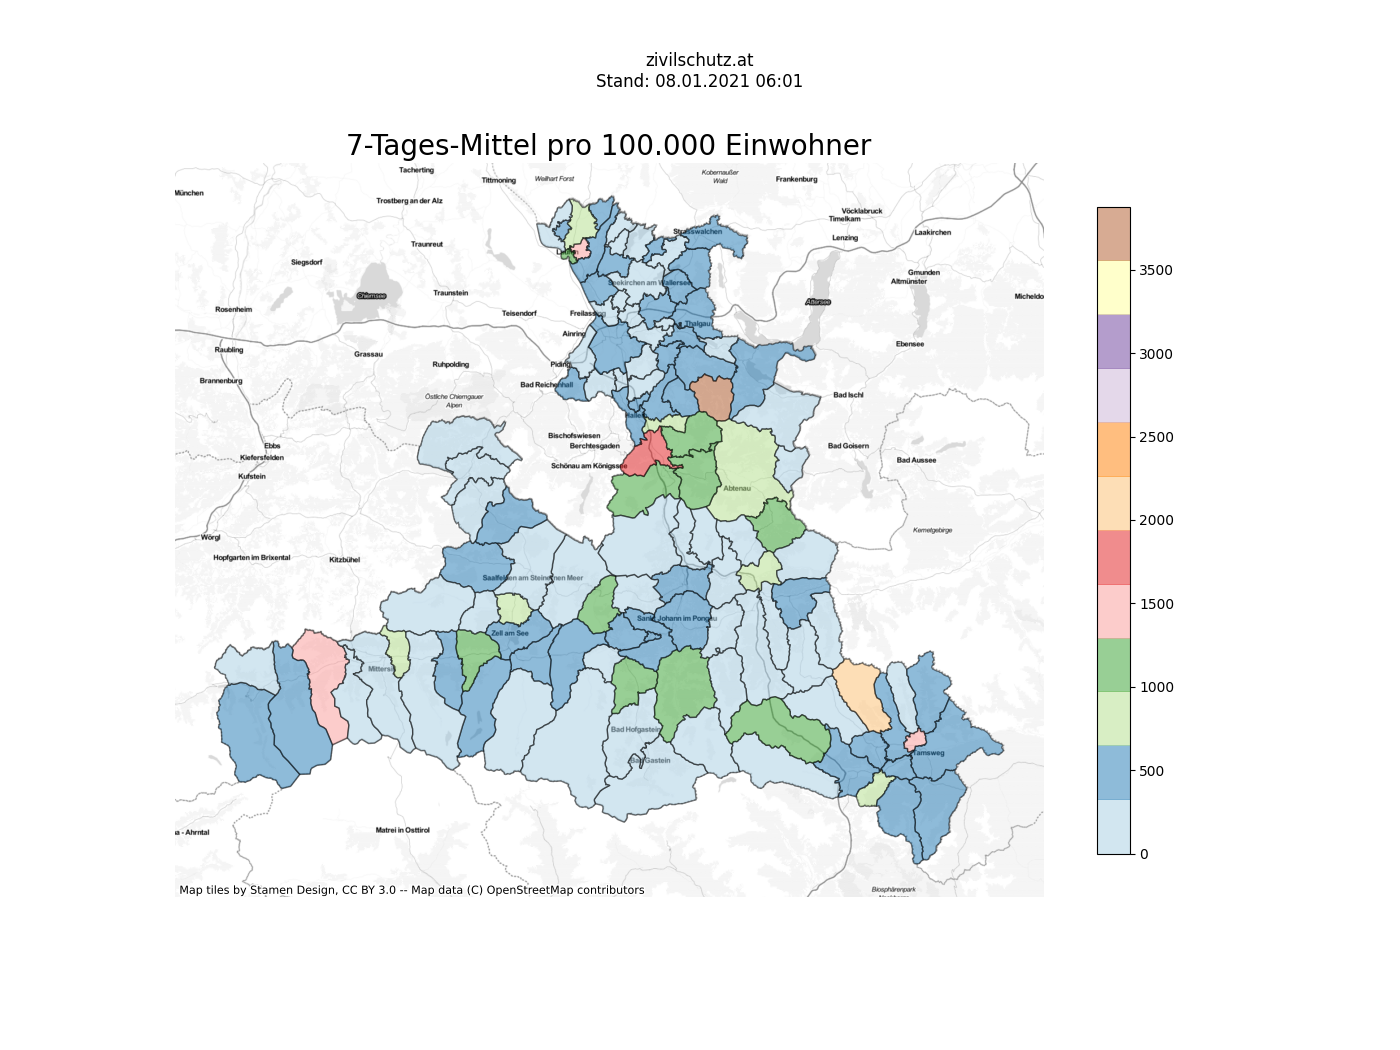 zivilschutz.at
Stand: 08.01.2021 06:01
7-Tages-Mittel pro 100.000 Einwohner
Tacherting
Tittmoning
Weilhart Forst
Kobernaußer
Wald
Frankenburg
München
Trostberg an der Alz
Vöcklabruck
Timelkam
Laakirchen
Strasswalchen
Lenzing
Traunreut
Siegsdorf
Gmunden
Altmünster
Seekirchen am Wallersee
Chiemsee
Traunstein
Micheldo
Attersee
Rosenheim
Teisendorf
Freilassing
Thalgau
Ainring
Raubling
Grassau
Ruhpolding
Piding
Ebensee
Brannenburg
Bad Reichenhall
Östliche Chiemgauer
Alpen
Bad Ischl
Hallein
Bischofswiesen
Berchtesgaden
Bad Goisern
Ebbs
Kiefersfelden
Schönau am Königssee
Bad Aussee
Kufstein
Abtenau
Wörgl
Kemetgebirge
Hopfgarten im Brixental
Kitzbühel
Saalfelden am Steinernen Meer
Sankt Johann im Pongau
Zell am See
Mittersill
Bad Hofgastein
Bad Gastein
Tamsweg
na - Ahrntal
Matrei in Osttirol
Biosphärenpark
Map tiles by Stamen Design, CC BY 3.0 -- Map data (C) OpenStreetMap contributors
3500
3000
2500
2000
1500
1000
500
0